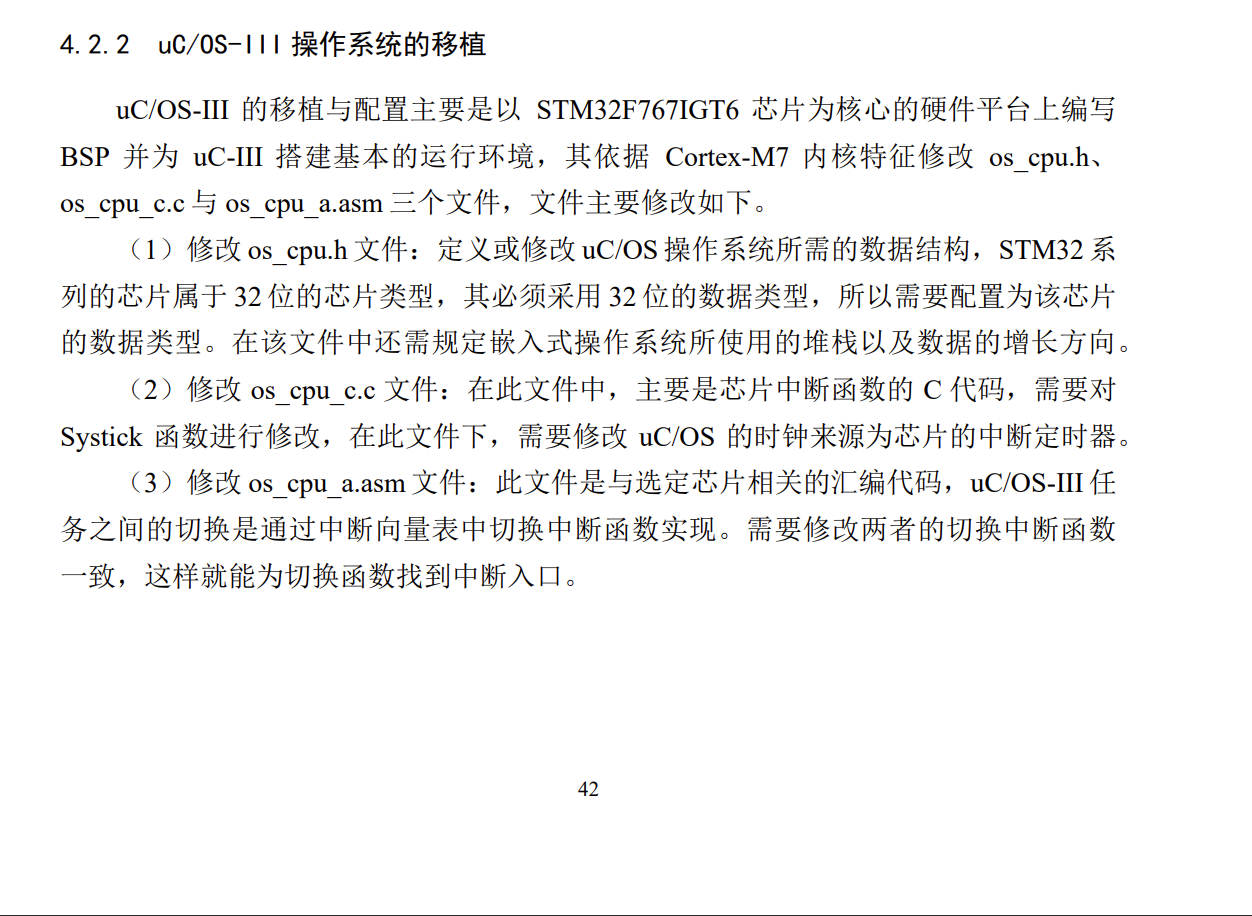 4.2.2 uC/OS-III 操作系统的移植
uC/OS-III 的移植与配置主要是以 STM32F767IGT6 芯片为核心的硬件平台上编写
BSP 并为 uC-III 搭建基本的运行环境，其依据 Cortex-M7 内核特征修改 os_cpu.h、
os_cpu_c.c 与 os_cpu_a.asm 三个文件，文件主要修改如下。
（1）修改 os_cpu.h 文件：定义或修改 uC/OS 操作系统所需的数据结构，STM32 系
列的芯片属于 32 位的芯片类型，其必须采用 32 位的数据类型，所以需要配置为该芯片
的数据类型。在该文件中还需规定嵌入式操作系统所使用的堆栈以及数据的增长方向。
（2）修改 os_cpu_c.c 文件：在此文件中，主要是芯片中断函数的 C 代码，需要对
Systick 函数进行修改，在此文件下，需要修改 uC/OS 的时钟来源为芯片的中断定时器。
（3）修改 os_cpu_a.asm 文件：此文件是与选定芯片相关的汇编代码，uC/OS-III 任
务之间的切换是通过中断向量表中切换中断函数实现。需要修改两者的切换中断函数
一致，这样就能为切换函数找到中断入口。
42